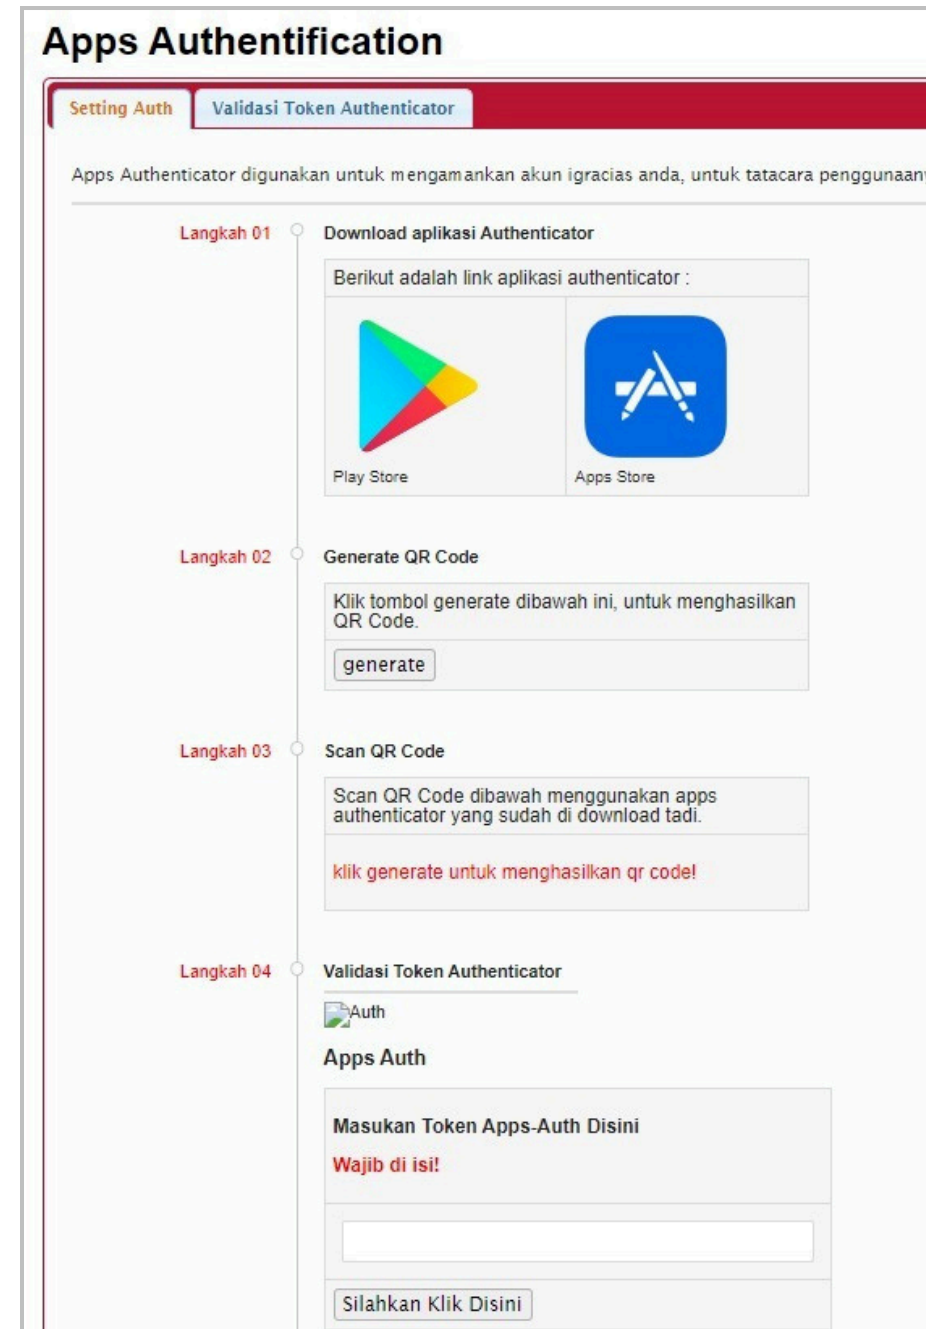 Apps Authentification
Setting Auth
Validasi Token Authenticator
Apps Authenticator digunakan untuk mengamankan akun igracias anda, untuk tatacara
Langkah 01
Download aplikasi Authenticator
Berikut adalah link aplikasi authenticator :
Play Store
Apps Store
Langkah 02
Generate QR Code
Klik tombol generate dibawah ini, untuk menghasilkan
QR Code.
generate
Langkah 03
Scan QR Code
Scan QR Code dibawah menggunakan apps
authenticator yang sudah di download tadi.
klik generate untuk menghasilkan qr code!
Langkah 04
Validasi Token Authenticator
Auth
Apps Auth
Masukan Token Apps-Auth Disini
Wajib di isi!
Silahkan Klik Disini